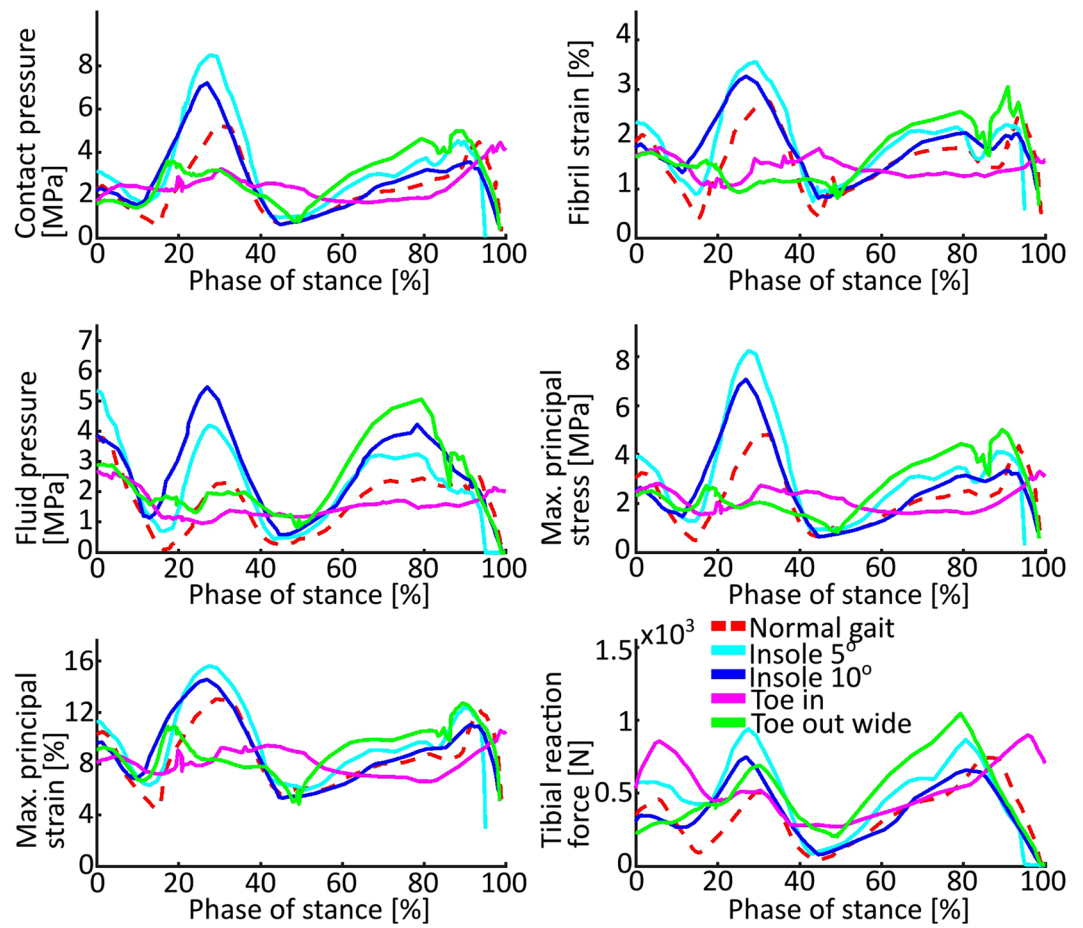 Contact pressure
[MPa]
8
6
4
2
0
0 20 40 60 80 100
Phase of stance [%]
Fibril strain [%]
4
3
2
1
0
0 20 40 60 80 100
Phase of stance [%]
Fluid pressure
[MPa]
7
6
5
4
3
2
1
0
0 20 40 60 80 100
Phase of stance [%]
Max. principal
stress [MPa]
8
6
4
2
0
0 20 40 60 80 100
Phase of stance [%]
Max. principal
strain [%]
16
12
8
4
0
0 20 40 60 80 100
Phase of stance [%]
Tibial reaction
force [N]
x10³
1.5
1
0.5
0
0 20 40 60 80 100
Phase of stance [%]
Normal gait
Insole 5º
Insole 10º
Toe in
Toe out wide